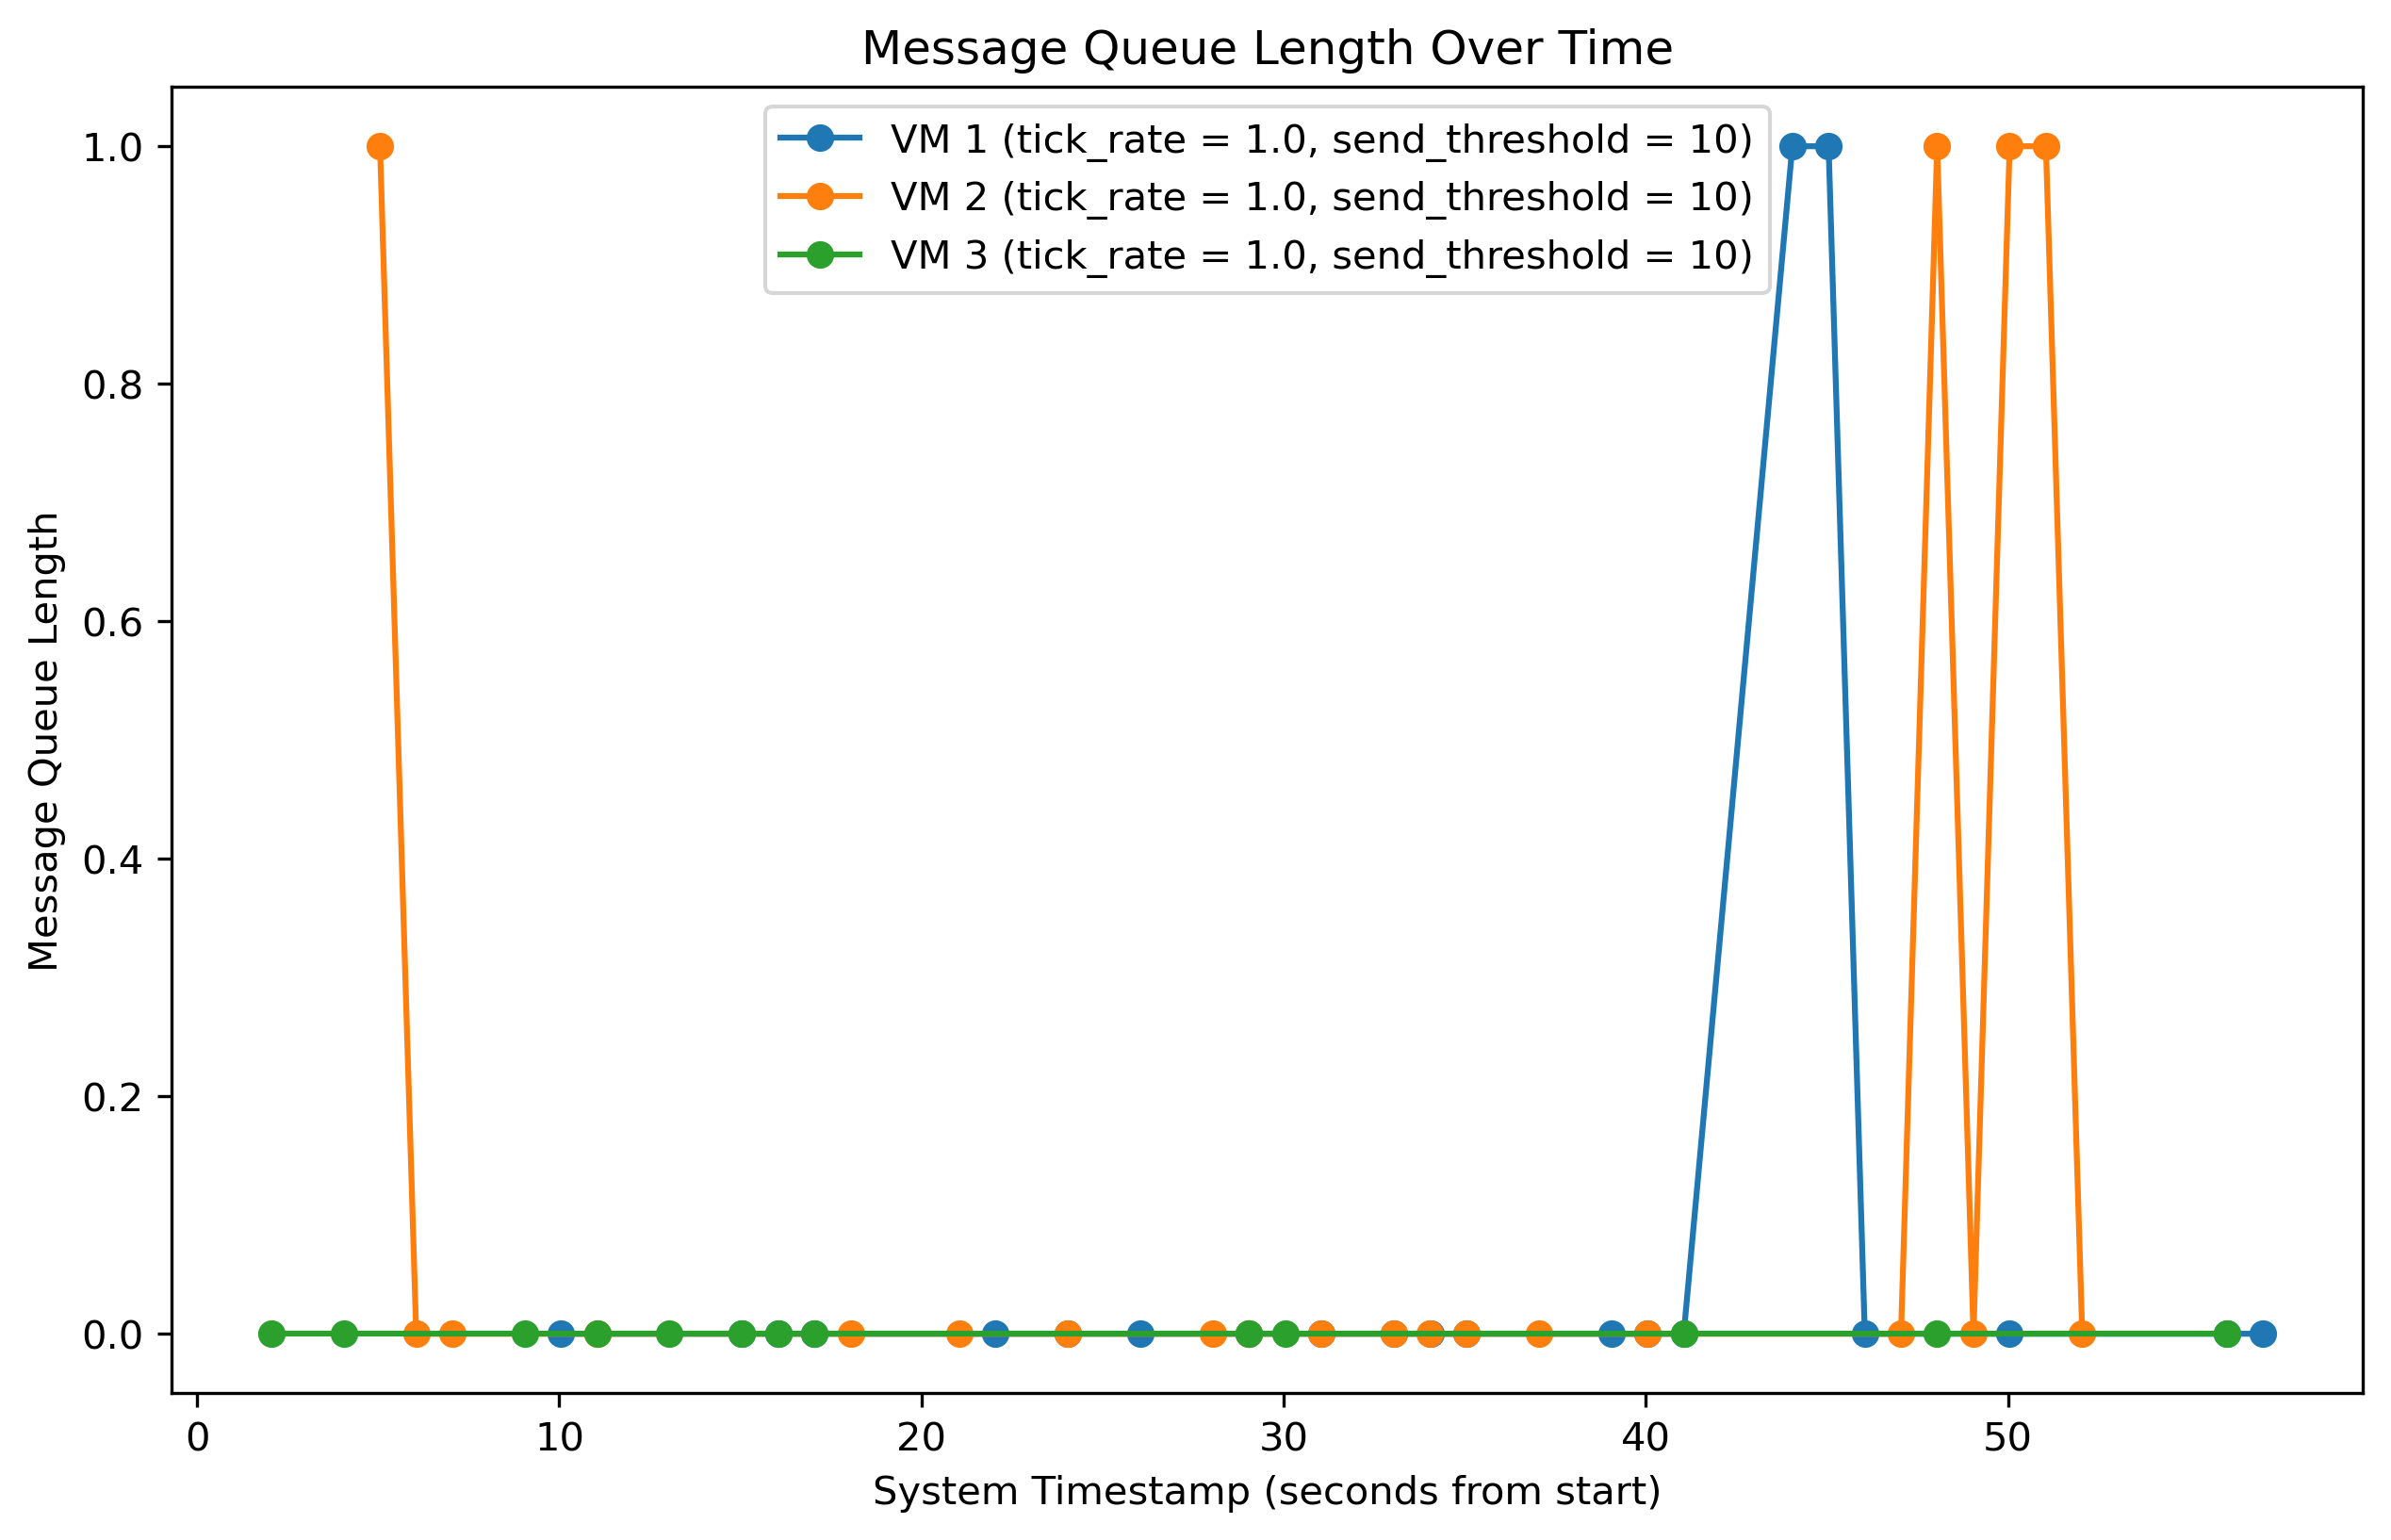 Message Queue Length Over Time
VM 1 (tick_rate = 1.0, send_threshold = 10)
VM 2 (tick_rate = 1.0, send_threshold = 10)
VM 3 (tick_rate = 1.0, send_threshold = 10)
Message Queue Length
1.0
0.8
0.6
0.4
0.2
0.0
0 10 20 30 40 50
System Timestamp (seconds from start)